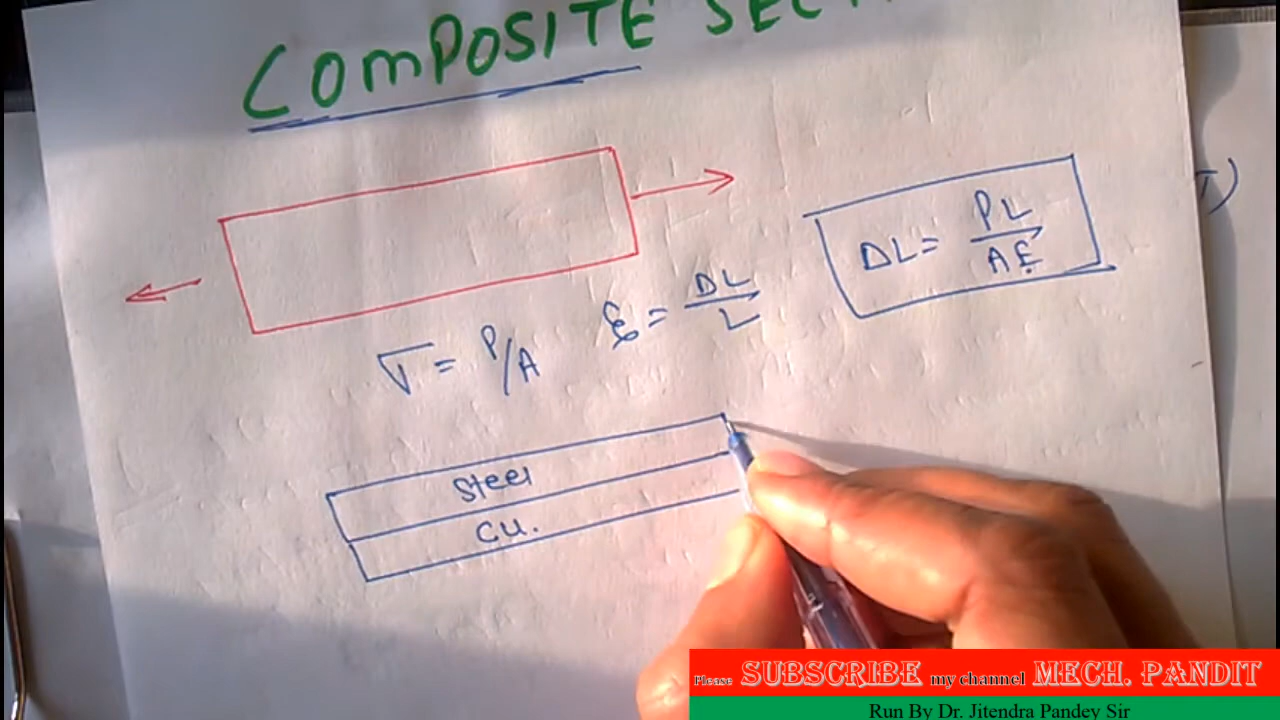 COMPOSITE
ΔL = PL/AE
σ = P/A
ε = ΔL/L
Steel
CU.
Please SUBSCRIBE my channel MECH. PANDIT
Run By Dr. Jitendra Pandey Sir